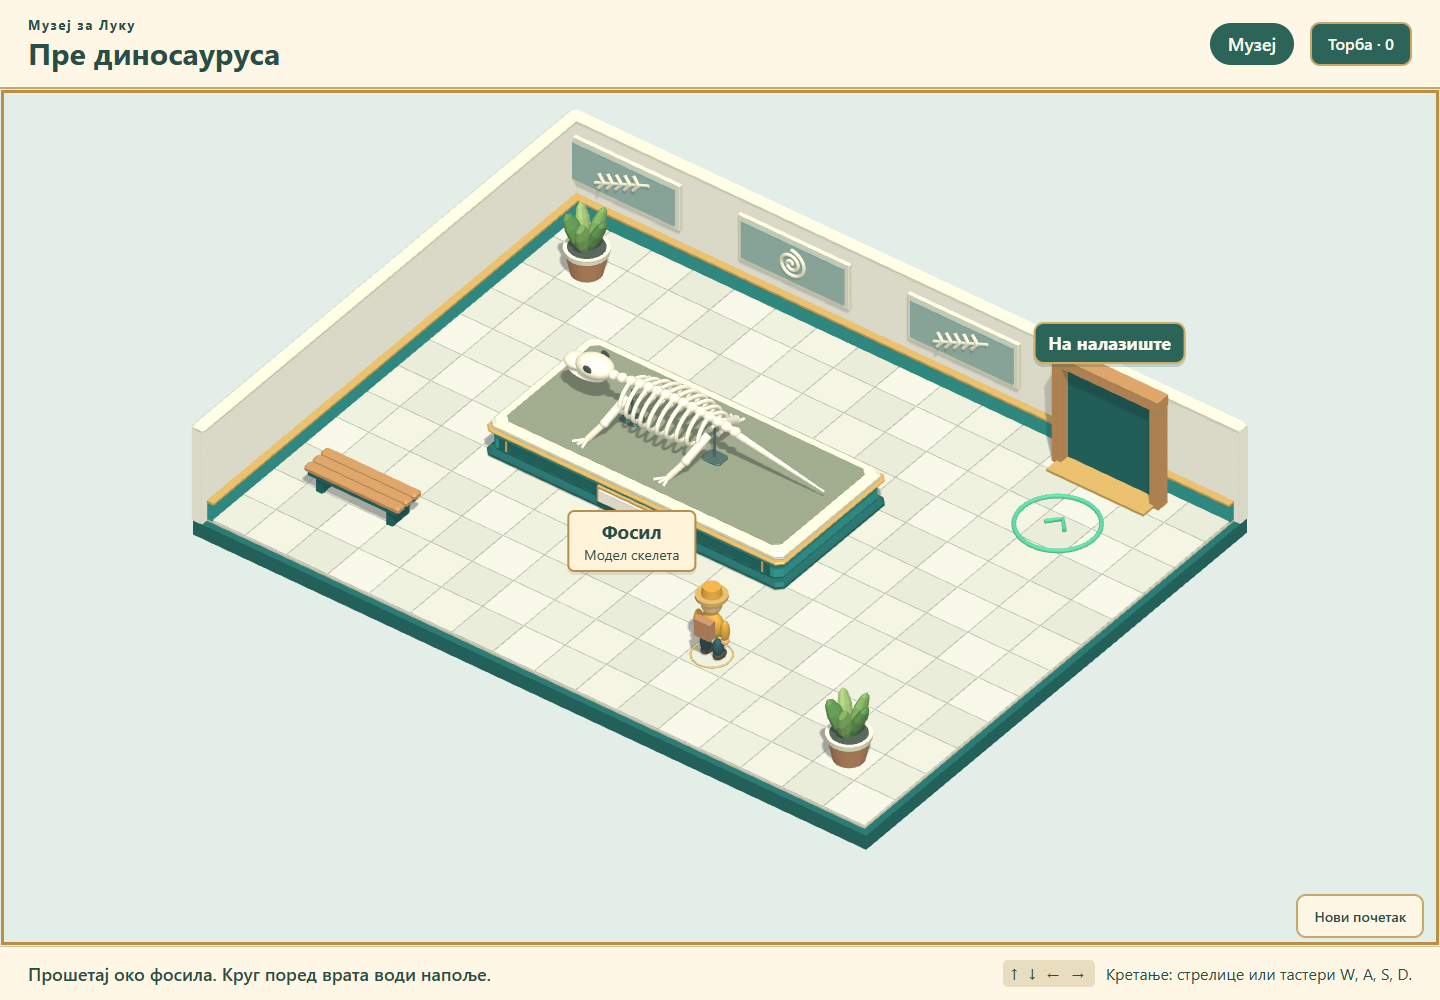 Музеј за Луку
Пре диносауруса
Музеј
Торба · 0
На налазиште
Фосил
Модел скелета
Нови почетак
Прошетај око фосила. Круг поред врата води напоље.
↑ ↓ ← → Кретање: стрелице или тастери W, A, S, D.